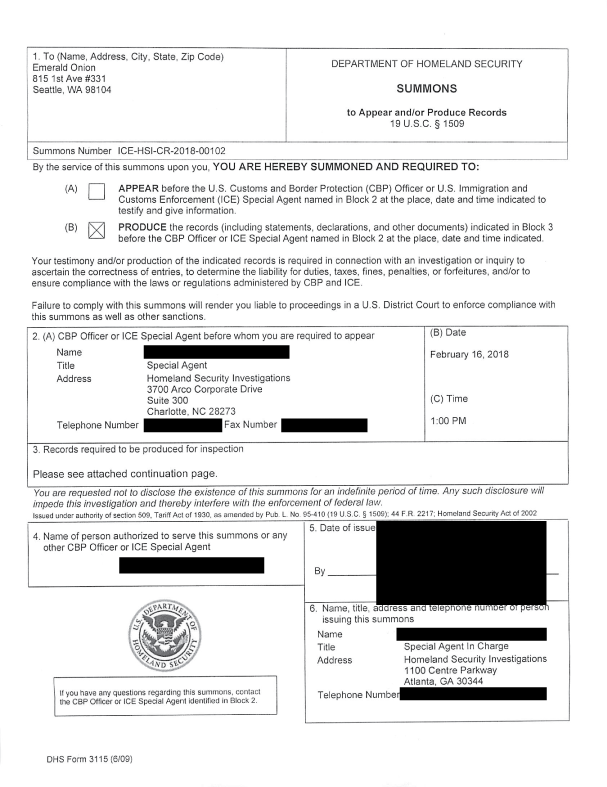 1. To (Name, Address, City, State, Zip Code)
Emerald Onion
815 1st Ave #331
Seattle, WA 98104
DEPARTMENT OF HOMELAND SECURITY
SUMMONS
to Appear and/or Produce Records
19 U.S.C. § 1509
Summons Number ICE-HSI-CR-2018-00102
By the service of this summons upon you, YOU ARE HEREBY SUMMONED AND REQUIRED TO:
(A) APPEAR before the U.S. Customs and Border Protection (CBP) Officer or U.S. Immigration and
Customs Enforcement (ICE) Special Agent named in Block 2 at the place, date and time indicated to
testify and give information.
(B) PRODUCE the records (including statements, declarations, and other documents) indicated in Block 3
before the CBP Officer or ICE Special Agent named in Block 2 at the place, date and time indicated.
Your testimony and/or production of the indicated records is required in connection with an investigation or inquiry to
ascertain the correctness of entries, to determine the liability for duties, taxes, fines, penalties, or forfeitures, and/or to
ensure compliance with the laws or regulations administered by CBP and ICE.
Failure to comply with this summons will render you liable to proceedings in a U.S. District Court to enforce compliance with
this summons as well as other sanctions.
2. (A) CBP Officer or ICE Special Agent before whom you are required to appear
Name
Title Special Agent
Address Homeland Security Investigations
3700 Arco Corporate Drive
Suite 300
Charlotte, NC 28273
Telephone Number Fax Number
(B) Date
February 16, 2018
(C) Time
1:00 PM
3. Records required to be produced for inspection
Please see attached continuation page.
You are requested not to disclose the existence of this summons for an indefinite period of time. Any such disclosure will
impede this investigation and thereby interfere with the enforcement of federal law.
Issued under authority of section 509, Tariff Act of 1930, as amended by Pub. L. No. 95-410 (19 U.S.C. § 1509); 44 F.R. 2217; Homeland Security Act of 2002
4. Name of person authorized to serve this summons or any
other CBP Officer or ICE Special Agent
5. Date of issue
By
U.S. DEPARTMENT OF
HOMELAND SECURITY
If you have any questions regarding this summons, contact
the CBP Officer or ICE Special Agent identified in Block 2.
6. Name, title, address and telephone number of person
issuing this summons
Name
Title Special Agent In Charge
Address Homeland Security Investigations
1100 Centre Parkway
Atlanta, GA 30344
Telephone Number
DHS Form 3115 (6/09)